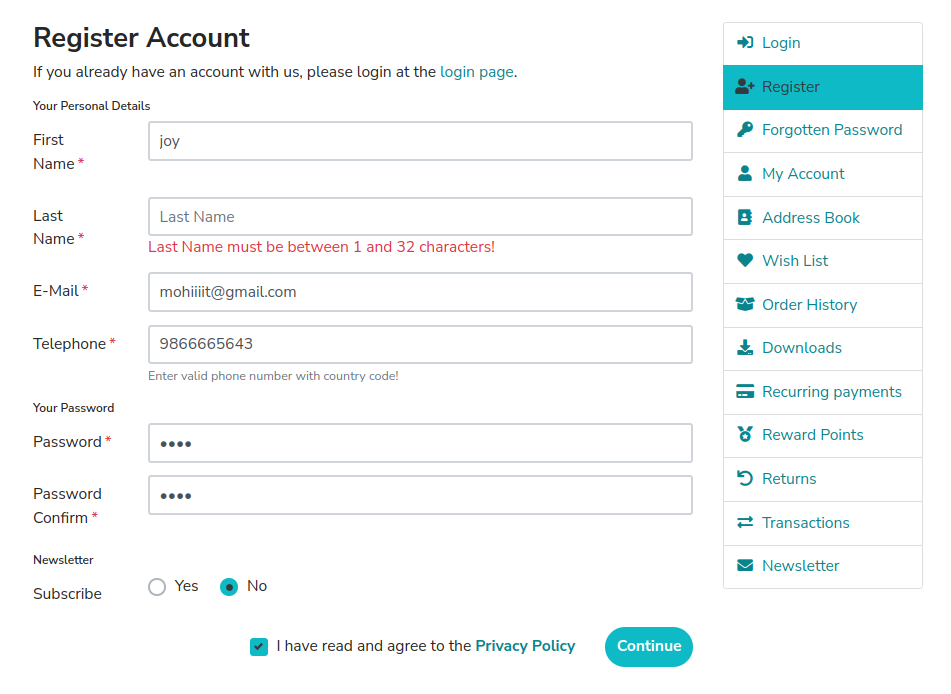 Register Account
If you already have an account with us, please login at the login page.
Your Personal Details
First
Name *
joy
Last
Name *
Last Name
Last Name must be between 1 and 32 characters!
E-Mail *
mohiiiit@gmail.com
Telephone *
9866665643
Enter valid phone number with country code!
Your Password
Password *
••••
Password
Confirm *
••••
Newsletter
Subscribe
Yes
No
I have read and agree to the Privacy Policy
Continue
Login
Register
Forgotten Password
My Account
Address Book
Wish List
Order History
Downloads
Recurring payments
Reward Points
Returns
Transactions
Newsletter